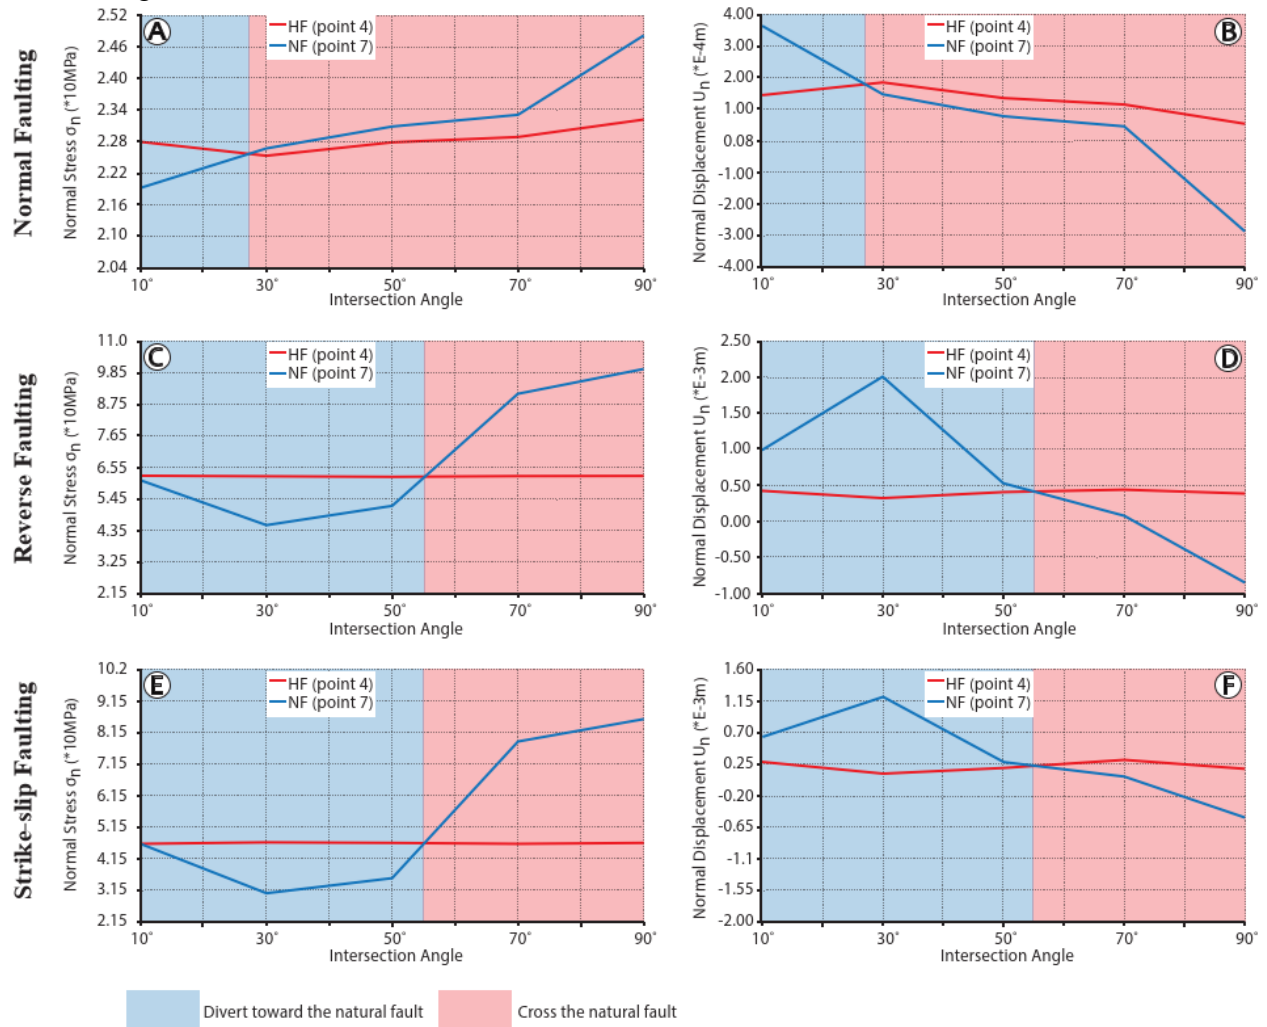 Normal Faulting
A
HF (point 4)
NF (point 7)
Normal Stress σn (*10MPa)
2.52
2.46
2.40
2.34
2.28
2.22
2.16
2.10
2.04
10° 30° 50° 70° 90°
Intersection Angle
B
HF (point 4)
NF (point 7)
Normal Displacement Un (*E-4m)
4.00
3.00
2.00
1.00
0.08
-1.00
-2.00
-3.00
-4.00
10° 30° 50° 70° 90°
Intersection Angle
Reverse Faulting
C
HF (point 4)
NF (point 7)
Normal Stress σn (*10MPa)
11.0
9.85
8.75
7.65
6.55
5.45
4.35
3.25
2.15
10° 30° 50° 70° 90°
Intersection Angle
D
HF (point 4)
NF (point 7)
Normal Displacement Un (*E-3m)
2.50
2.00
1.50
1.00
0.50
0.00
-0.50
-1.00
10° 30° 50° 70° 90°
Intersection Angle
Strike-slip Faulting
E
HF (point 4)
NF (point 7)
Normal Stress σn (*10MPa)
10.2
9.15
8.15
7.15
6.15
5.15
4.15
3.15
2.15
10° 30° 50° 70° 90°
Intersection Angle
F
HF (point 4)
NF (point 7)
Normal Displacement Un (*E-3m)
1.60
1.15
0.70
0.25
-0.20
-0.65
-1.1
-1.55
-2.00
10° 30° 50° 70° 90°
Intersection Angle
Divert toward the natural fault
Cross the natural fault